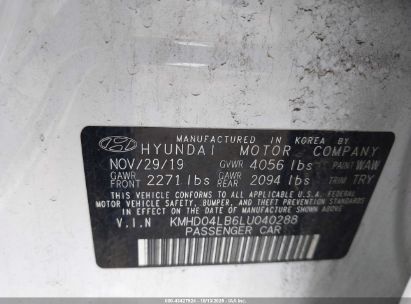 MANUFACTURED IN KOREA BY
HYUNDAI MOTOR COMPANY
NOV/29/19 GVWR 4056 lbs PAINT WAW
GAWR FRONT 2271 lbs GAWR REAR 2094 lbs TRIM TRY
THIS VEHICLE CONFORMS TO ALL APPLICABLE U.S.A. FEDERAL
MOTOR VEHICLE SAFETY, BUMPER, AND THEFT PREVENTION
STANDARDS IN EFFECT ON THE DATE OF MANUFACTURE SHOWN ABOVE.
V.I.N KMHD04LB6LU040288
PASSENGER CAR